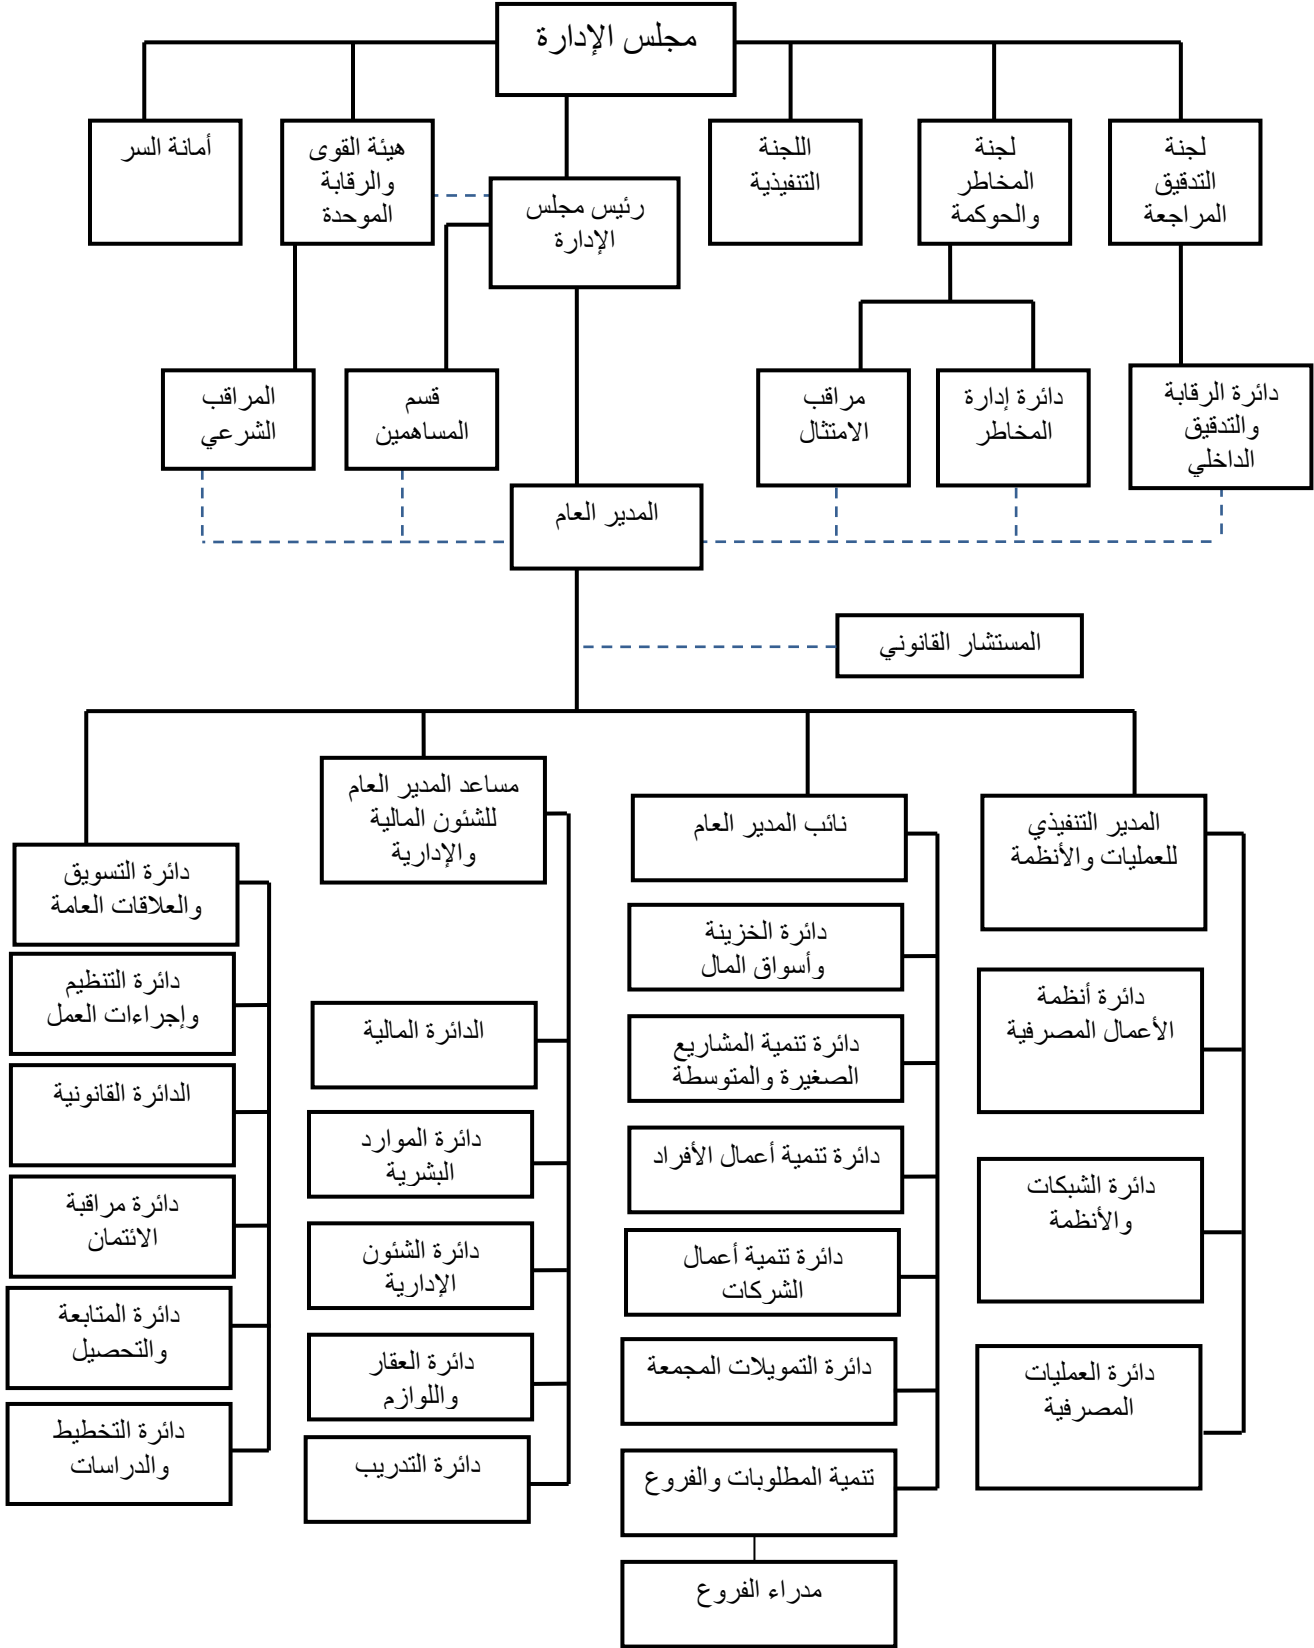 مجلس الإدارة
لجنة
التدقيق
المراجعة
لجنة
المخاطر
والحوكمة
اللجنة
التنفيذية
هيئة القوى
والرقابة
الموحدة
أمانة السر
رئيس مجلس
الإدارة
دائرة الرقابة
والتدقيق
الداخلي
دائرة إدارة
المخاطر
مراقب
الامتثال
قسم
المساهمين
المراقب
الشرعي
المدير العام
المستشار القانوني
المدير التنفيذي
للعمليات والأنظمة
دائرة أنظمة
الأعمال المصرفية
دائرة الشبكات
والأنظمة
دائرة العمليات
المصرفية
نائب المدير العام
دائرة الخزينة
وأسواق المال
دائرة تنمية المشاريع
الصغيرة والمتوسطة
دائرة تنمية أعمال الأفراد
دائرة تنمية أعمال
الشركات
دائرة التمويلات المجمعة
تنمية المطلوبات والفروع
مدراء الفروع
مساعد المدير العام
للشئون المالية
والإدارية
الدائرة المالية
دائرة الموارد
البشرية
دائرة الشئون
الإدارية
دائرة العقار
واللوازم
دائرة التدريب
دائرة التسويق
والعلاقات العامة
دائرة التنظيم
وإجراءات العمل
الدائرة القانونية
دائرة مراقبة
الائتمان
دائرة المتابعة
والتحصيل
دائرة التخطيط
والدراسات